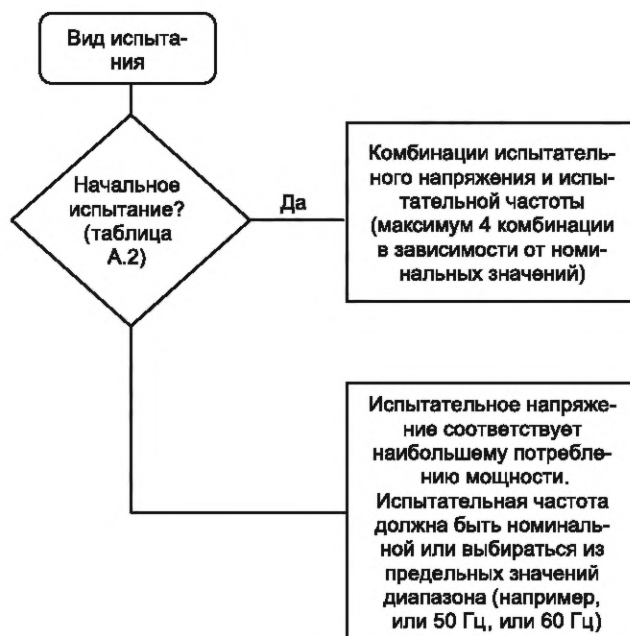 Вид испыта-
ния
Начальное
испытание?
(таблица
А.2)
Да
Комбинации испытатель-
ного напряжения и испы-
тательной частоты
(максимум 4 комбинации
в зависимости от номи-
нальных значений)
Испытательное напряже-
ние соответствует
наибольшему потребле-
нию мощности.
Испытательная частота
должна быть номиналь-
ной или выбираться из
предельных значений
диапазона (например,
или 50 Гц, или 60 Гц)